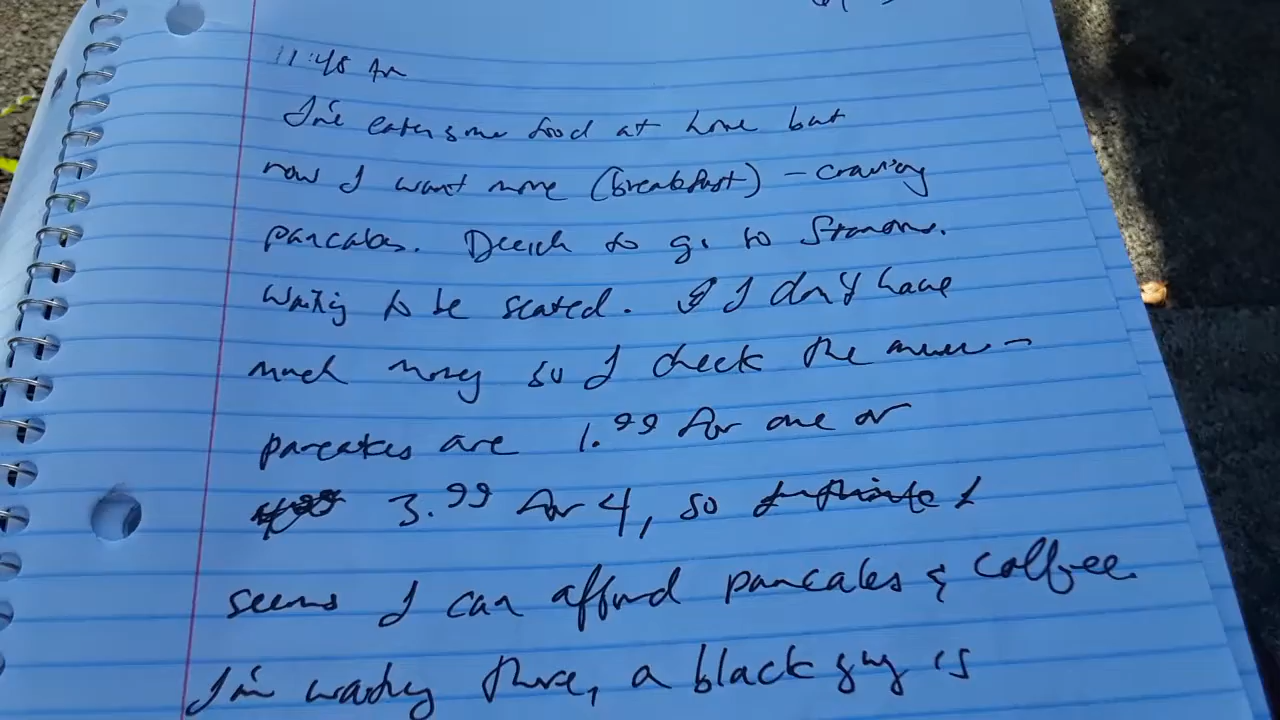 11:48 Am
I've eaten some food at home but
now I want more (breakfast) – craving
pancakes. Decide to go to
waiting to be seated. I don't have
much money so I check the menu –
pancakes are 1.99 for one or
3.99 for 4, so I
seems I can afford pancakes & coffee.
I'm waiting there, a black guy is